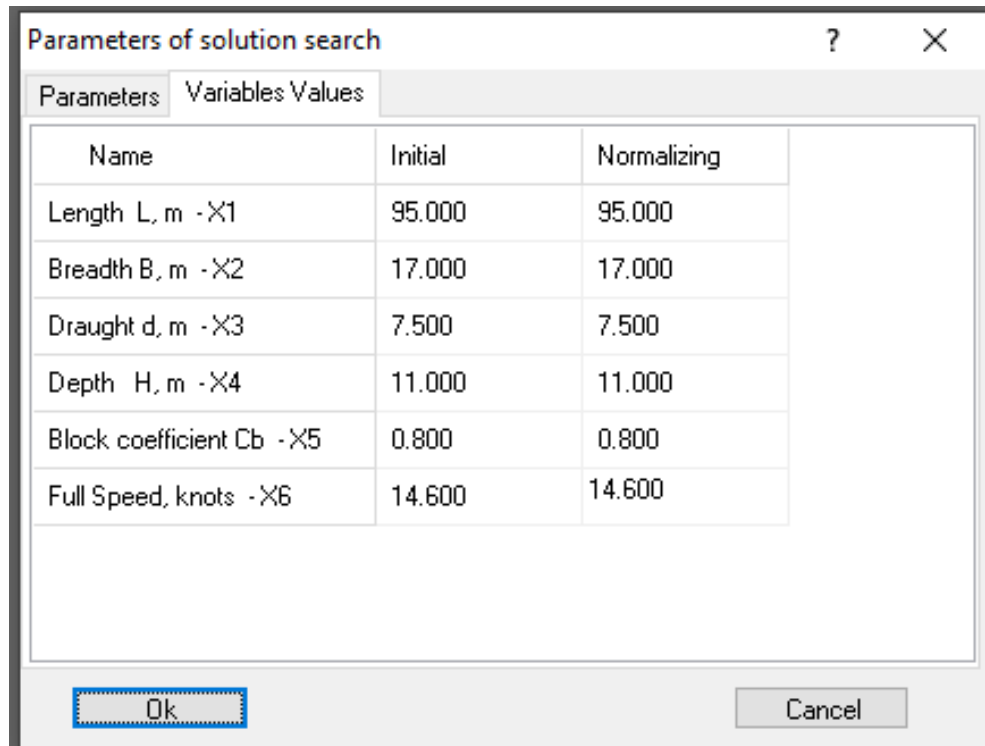 Parameters of solution search ? ×
Parameters Variables Values
Name Initial Normalizing
Length L, m - X1 95.000 95.000
Breadth B, m - X2 17.000 17.000
Draught d, m - X3 7.500 7.500
Depth H, m - X4 11.000 11.000
Block coefficient Cb - X5 0.800 0.800
Full Speed, knots - X6 14.600 14.600
Ok Cancel